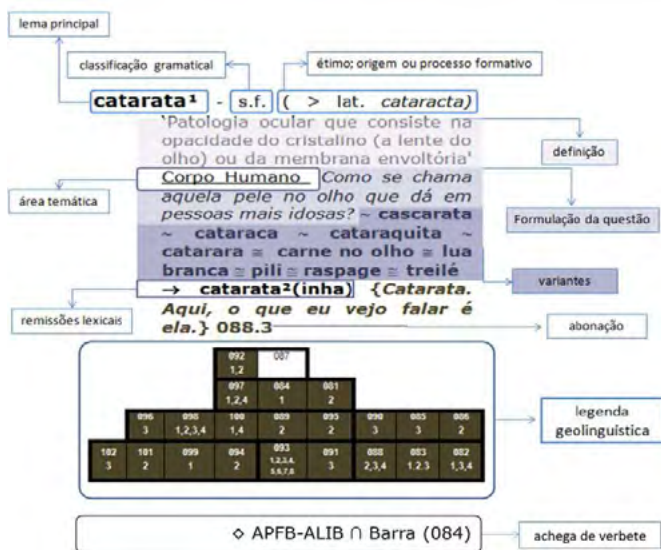 lema principal
classificação gramatical
étimo; origem ou processo formativo
catarata¹ - s.f. ( > lat. cataracta)
'Patologia ocular que consiste na
opacidade do cristalino (a lente do
olho) ou da membrana envoltória'
definição
Corpo Humano Como se chama
aquela pele no olho que dá em
pessoas mais idosas? ~ cascarata
área temática
Formulação da questão
~ cataraca ~ cataraquita ~
catarara ≅ carne no olho ≅ lua
branca ≅ pili ≅ raspage ≅ treilé
variantes
→ catarata²(inha) {Catarata.
Aqui, o que eu vejo falar é
ela.} 088.3
remissões lexicais
abonação
092 087
1,2
097 084 081
1,2,4 1 2
096 098 100 089 095 090 085 086
3 1,2,3,4 1,4 2 2 3 3 2
102 101 099 094 093 091 088 083 082
3 2 1 2 1,2,3,4, 3 2,3,4 1,2,3 1,3,4
5,6,7,8
legenda
geolinguística
◇ APFB-ALIB ∩ Barra (084)
achega de verbete